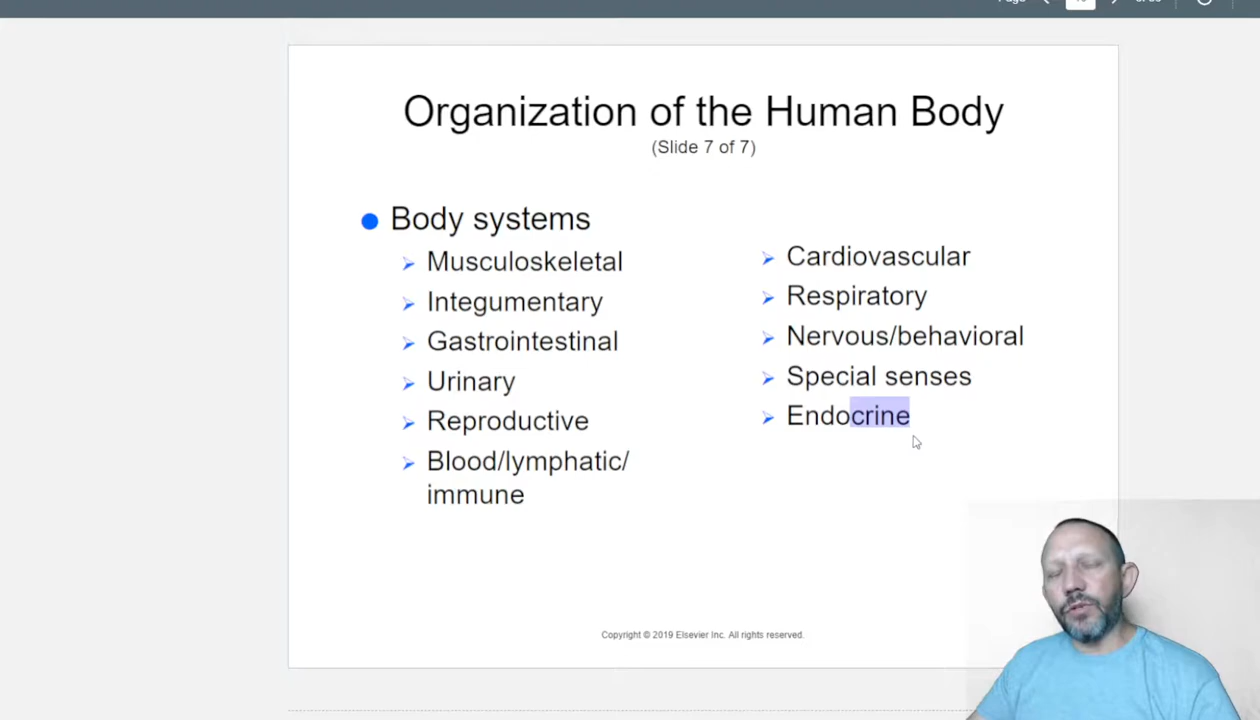 Organization of the Human Body
(Slide 7 of 7)
Body systems
Musculoskeletal
Integumentary
Gastrointestinal
Urinary
Reproductive
Blood/lymphatic/
immune
Cardiovascular
Respiratory
Nervous/behavioral
Special senses
Endocrine
Copyright © 2019 Elsevier Inc. All rights reserved.